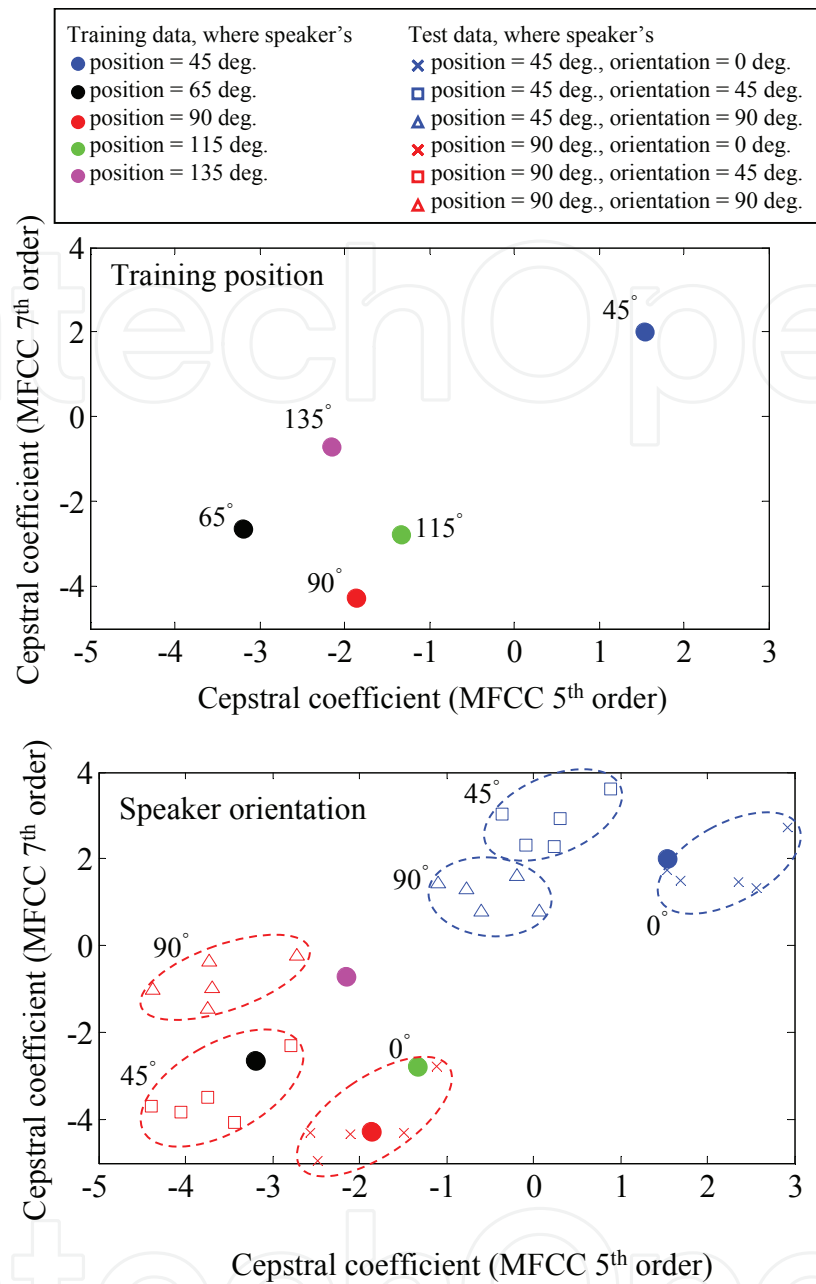 Training data, where speaker's
position = 45 deg.
position = 65 deg.
position = 90 deg.
position = 115 deg.
position = 135 deg.
Test data, where speaker's
position = 45 deg., orientation = 0 deg.
position = 45 deg., orientation = 45 deg.
position = 45 deg., orientation = 90 deg.
position = 90 deg., orientation = 0 deg.
position = 90 deg., orientation = 45 deg.
position = 90 deg., orientation = 90 deg.
Cepstral coefficient (MFCC 7th order)
4
2
0
-2
-4
Training position
45°
135°
65°
115°
90°
-5 -4 -3 -2 -1 0 1 2 3
Cepstral coefficient (MFCC 5th order)
Cepstral coefficient (MFCC 7th order)
4
2
0
-2
-4
Speaker orientation
45°
90°
0°
90°
0°
45°
-5 -4 -3 -2 -1 0 1 2 3
Cepstral coefficient (MFCC 5th order)
techOpe
techOpe